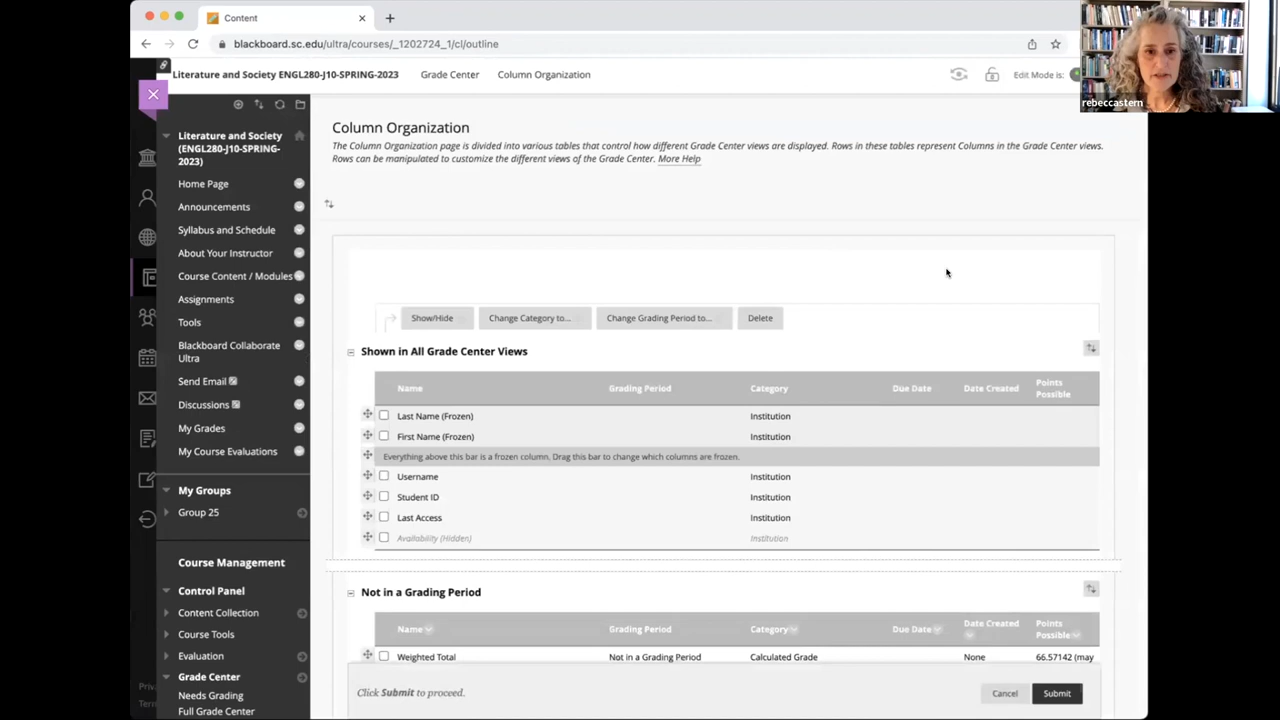 Content
blackboard.sc.edu/ultra/courses/_1202724_1/cl/outline
rebeccastern
Literature and Society ENGL280-J10-SPRING-2023 Grade Center Column Organization Edit Mode is:
Literature and Society
(ENGL280-J10-SPRING-
2023)
Home Page
Announcements
Syllabus and Schedule
About Your Instructor
Course Content / Modules
Assignments
Tools
Blackboard Collaborate
Ultra
Send Email
Discussions
My Grades
My Course Evaluations
My Groups
Group 25
Course Management
Control Panel
Content Collection
Course Tools
Evaluation
Grade Center
Needs Grading
Full Grade Center
Column Organization
The Column Organization page is divided into various tables that control how different Grade Center views are displayed. Rows in these tables represent Columns in the Grade Center views.
Rows can be manipulated to customize the different views of the Grade Center. More Help
Show/Hide Change Category to... Change Grading Period to... Delete
Shown in All Grade Center Views
Name Grading Period Category Due Date Date Created Points
Possible
Last Name (Frozen) Institution
First Name (Frozen) Institution
Everything above this bar is a frozen column. Drag this bar to change which columns are frozen.
Username Institution
Student ID Institution
Last Access Institution
Availability (Hidden) Institution
Not in a Grading Period
Name Grading Period Category Due Date Date Created Points
Possible
Weighted Total Not in a Grading Period Calculated Grade None 66.57142 (may
Click Submit to proceed.
Cancel Submit